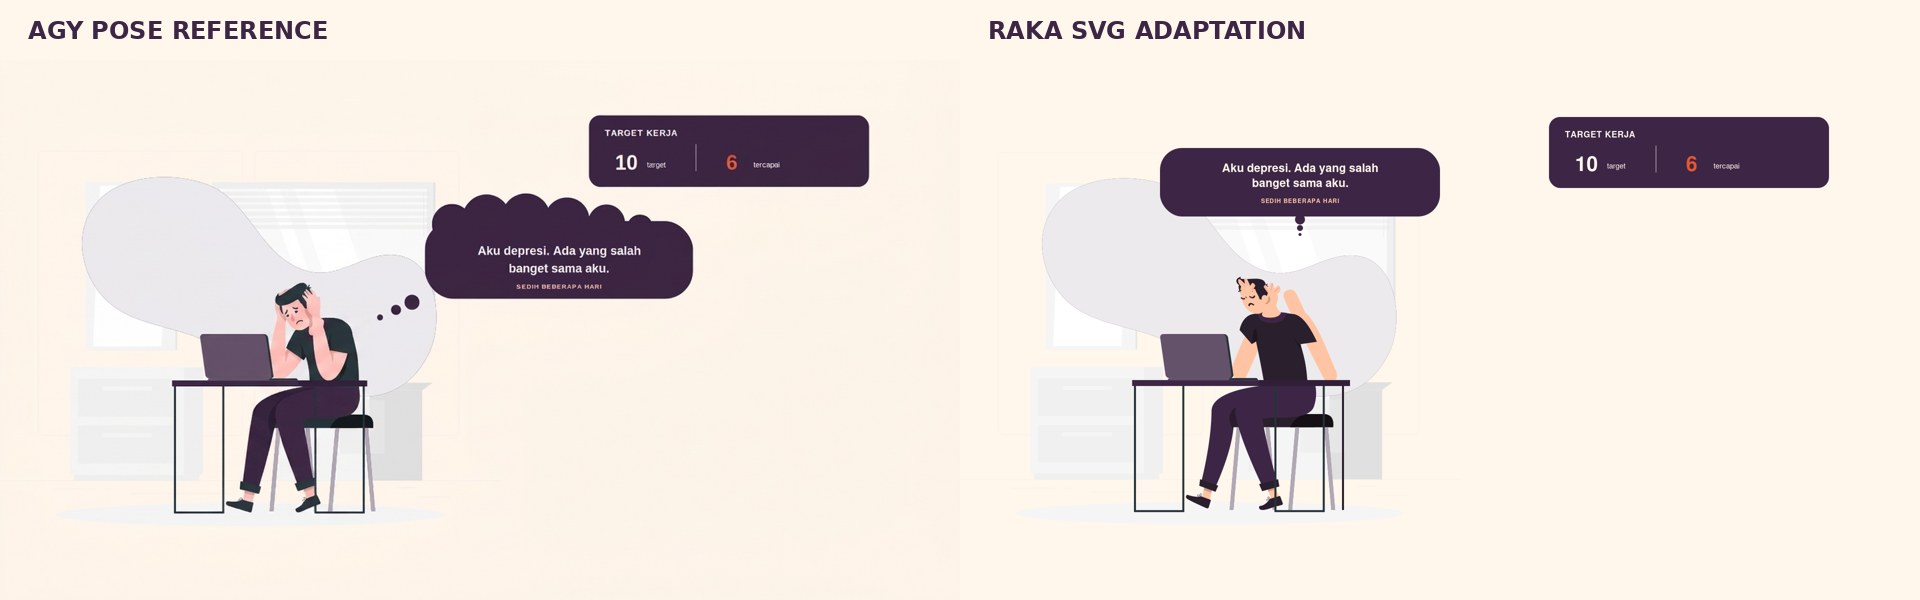 AGY POSE REFERENCE
TARGET KERJA
10 target 6 tercapai
Aku depresi. Ada yang salah
banget sama aku.
SEDIH BEBERAPA HARI
RAKA SVG ADAPTATION
Aku depresi. Ada yang salah
banget sama aku.
SEDIH BEBERAPA HARI
TARGET KERJA
10 target 6 tercapai